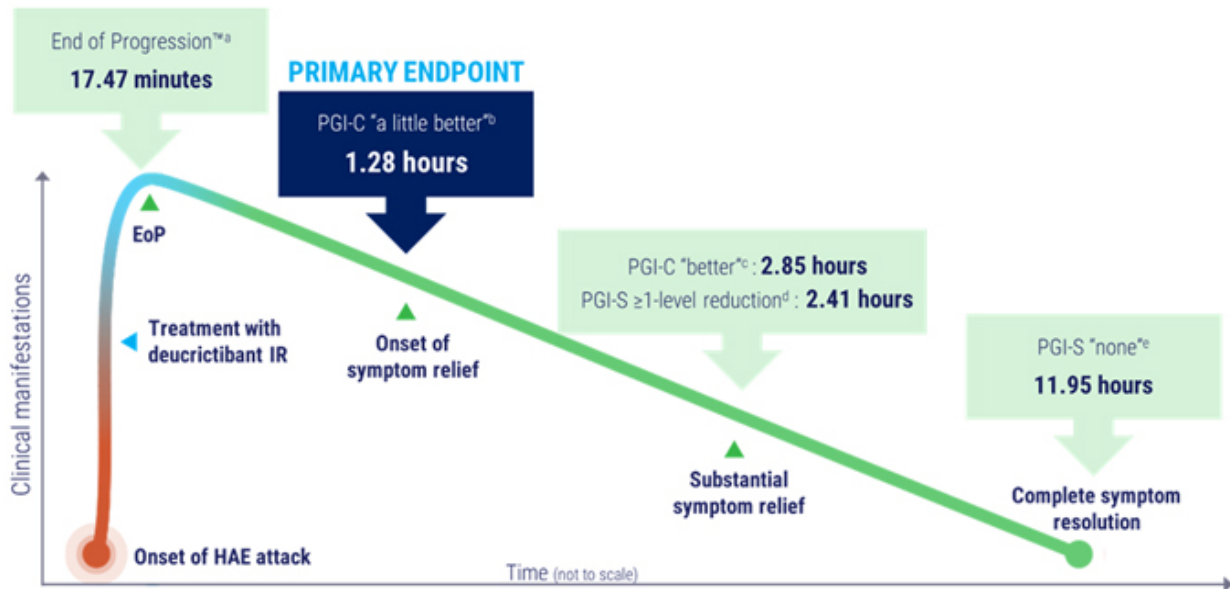 End of Progression™ᵃ
17.47 minutes
PRIMARY ENDPOINT
PGI-C "a little better"ᵇ
1.28 hours
EoP
PGI-C "better"ᶜ : 2.85 hours
PGI-S ≥1-level reductionᵈ : 2.41 hours
Treatment with
deucrictibant IR
Onset of
symptom relief
PGI-S "none"ᵉ
11.95 hours
Clinical manifestations
Substantial
symptom relief
Complete symptom
resolution
Onset of HAE attack
Time (not to scale)